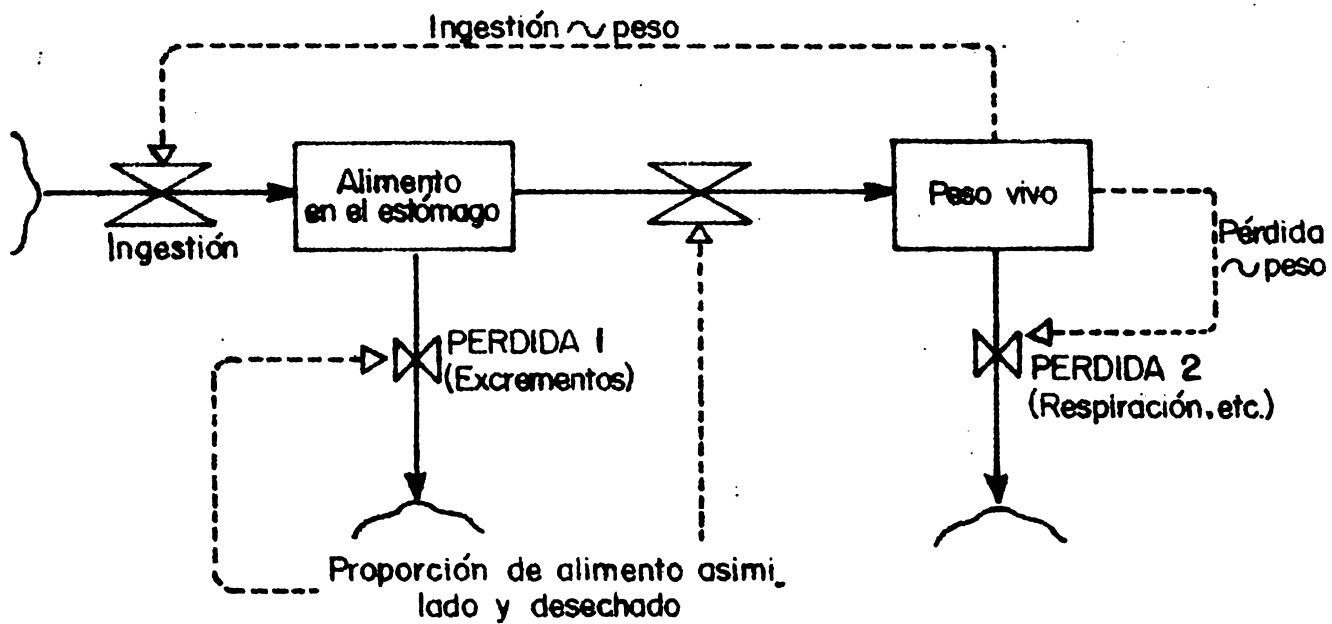 Ingestión ~ peso
Alimento
en el estómago
Peso vivo
Ingestión
Pérdida
~ peso
PERDIDA 1
(Excrementos)
PERDIDA 2
(Respiración, etc.)
Proporción de alimento asimi_
lado y desechado